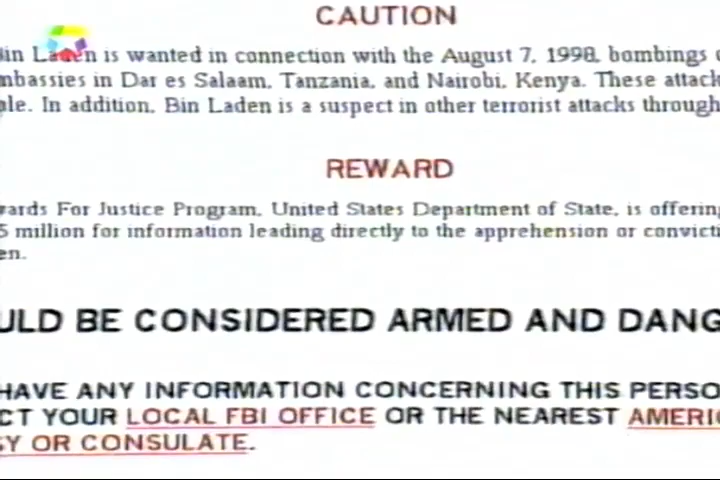 CAUTION
Bin Laden is wanted in connection with the August 7, 1998, bombings
mbassies in Dar es Salaam, Tanzania, and Nairobi, Kenya. These attack
ple. In addition, Bin Laden is a suspect in other terrorist attacks through
REWARD
wards For Justice Program, United States Department of State, is offering
5 million for information leading directly to the apprehension or convicti
en.
ULD BE CONSIDERED ARMED AND DANG
HAVE ANY INFORMATION CONCERNING THIS PERSO
CT YOUR LOCAL FBI OFFICE OR THE NEAREST AMERIC
SY OR CONSULATE.